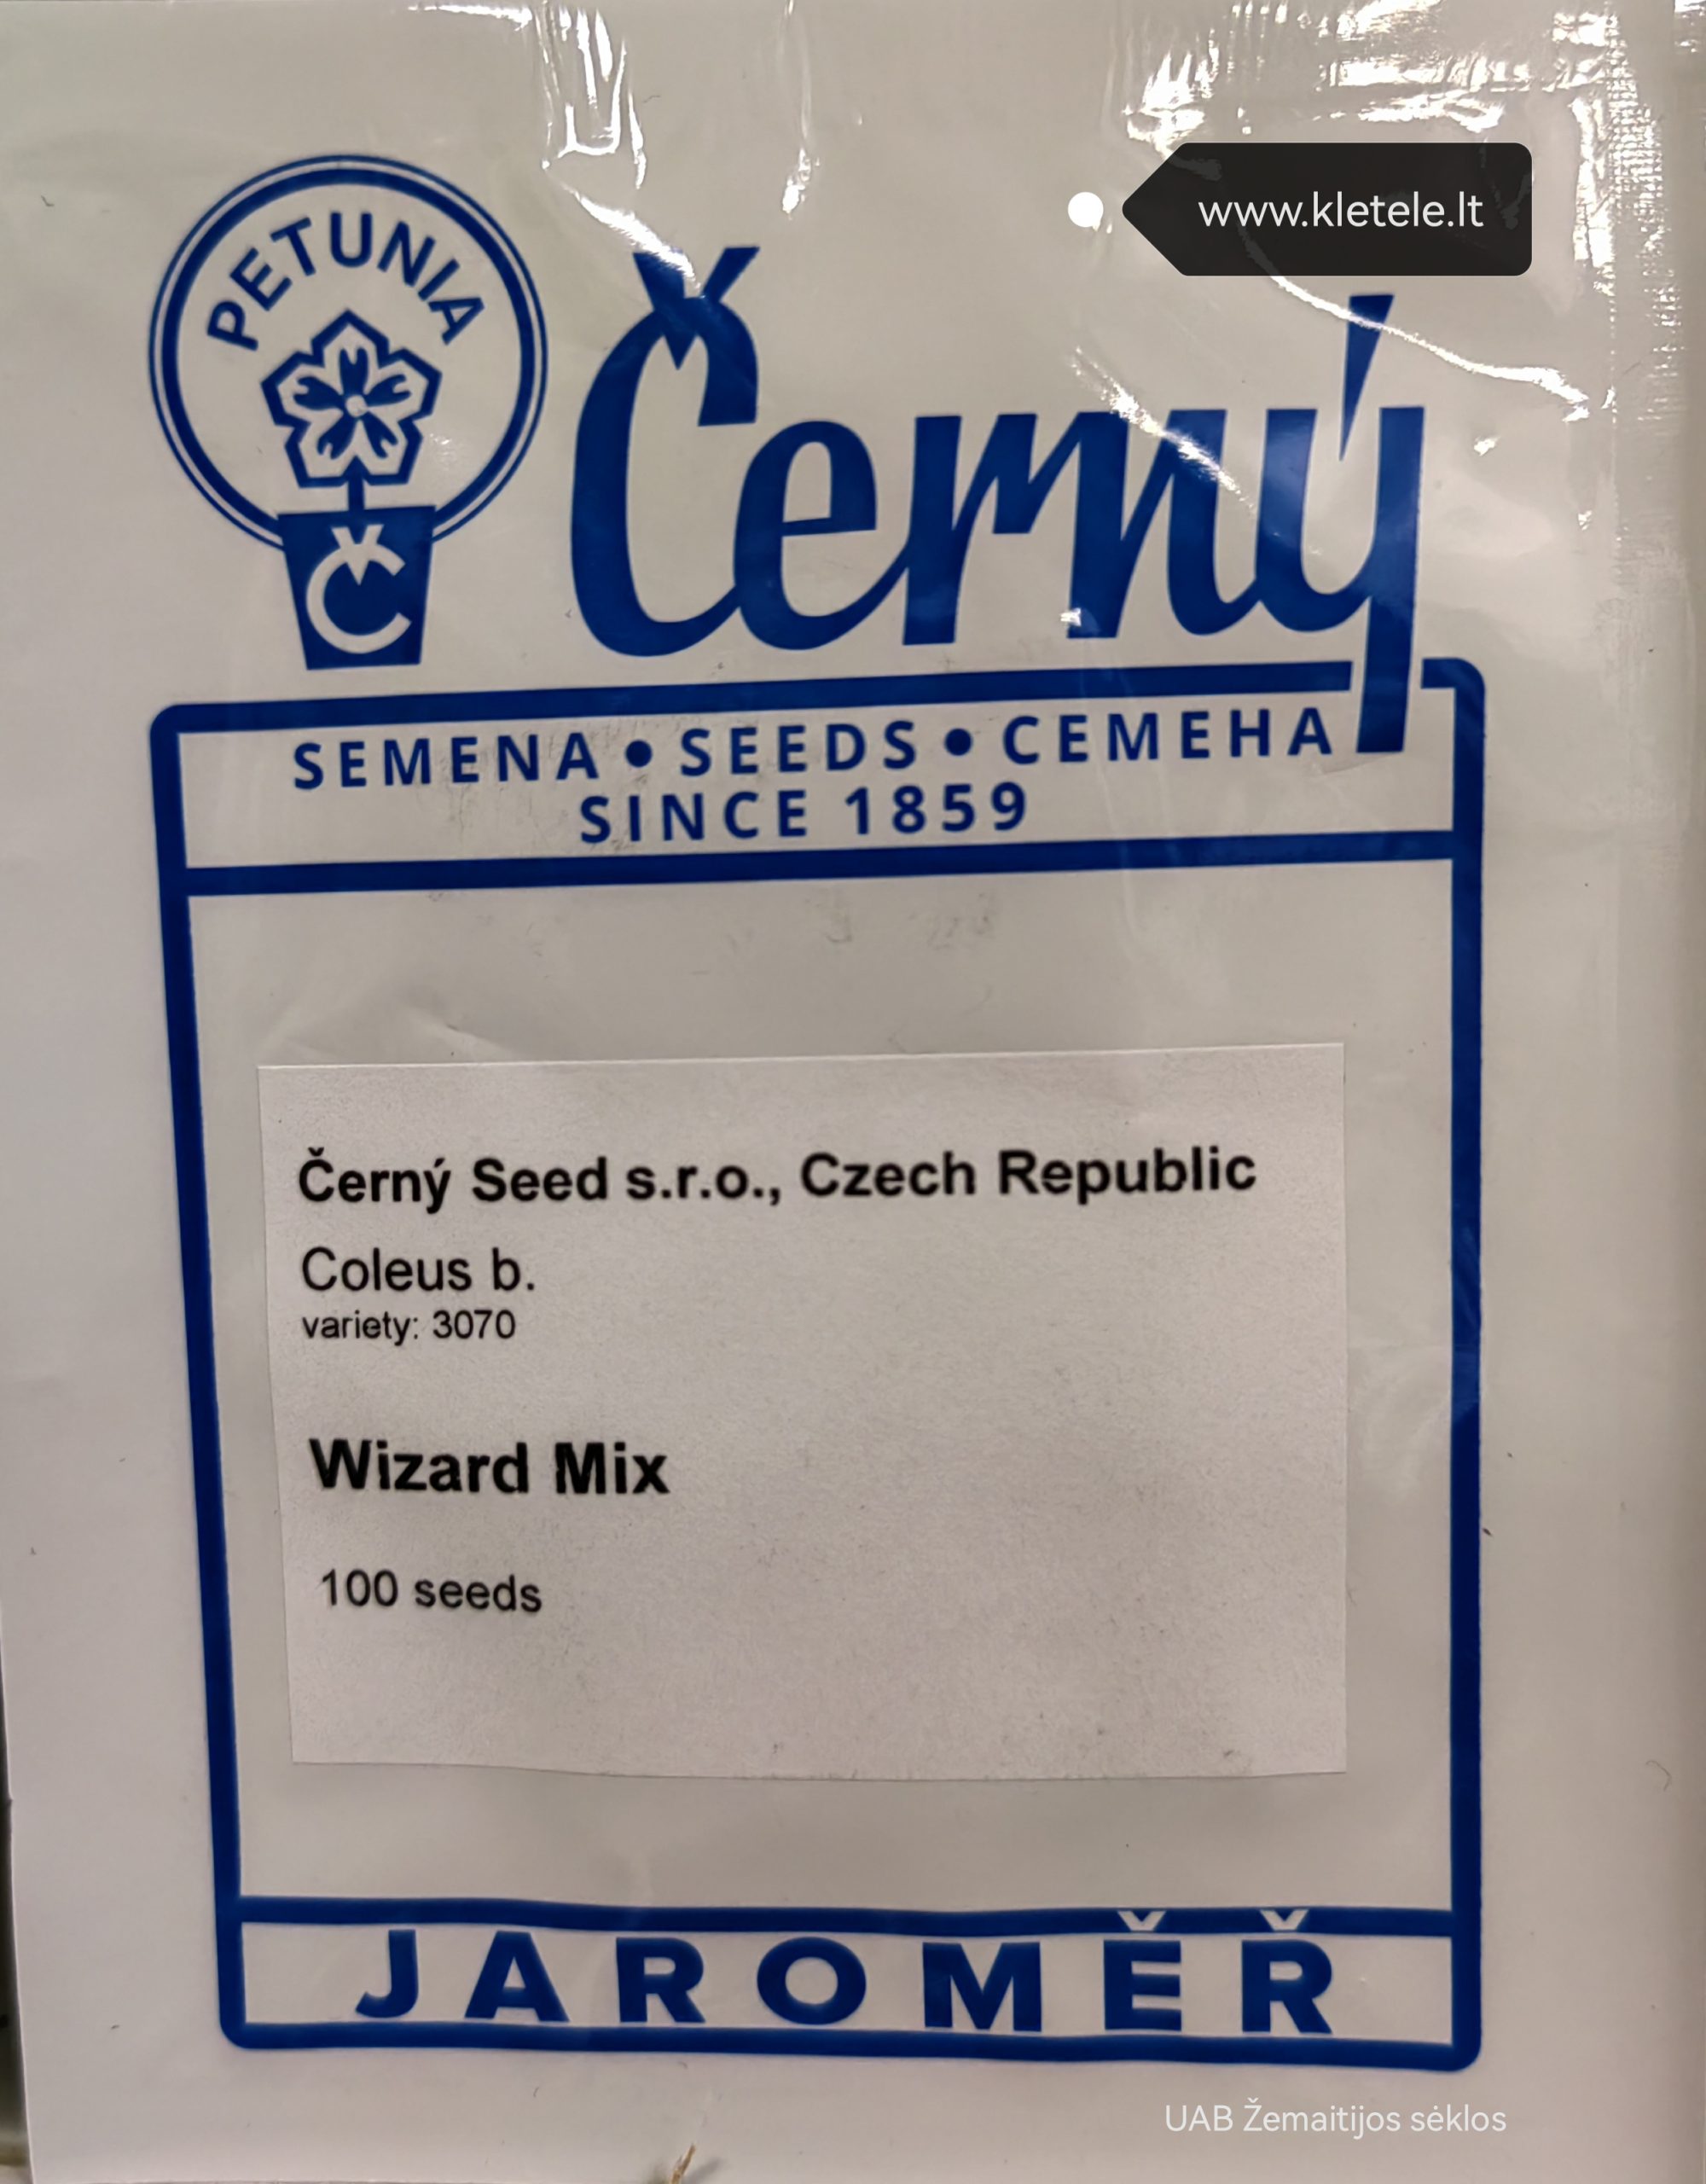 www.kletele.lt
PETUNIA
Č
Černý
SEMENA • SEEDS • СЕМЕНА
SINCE 1859
Černý Seed s.r.o., Czech Republic
Coleus b.
variety: 3070
Wizard Mix
100 seeds
JAROMĚŘ
UAB Žemaitijos sėklos